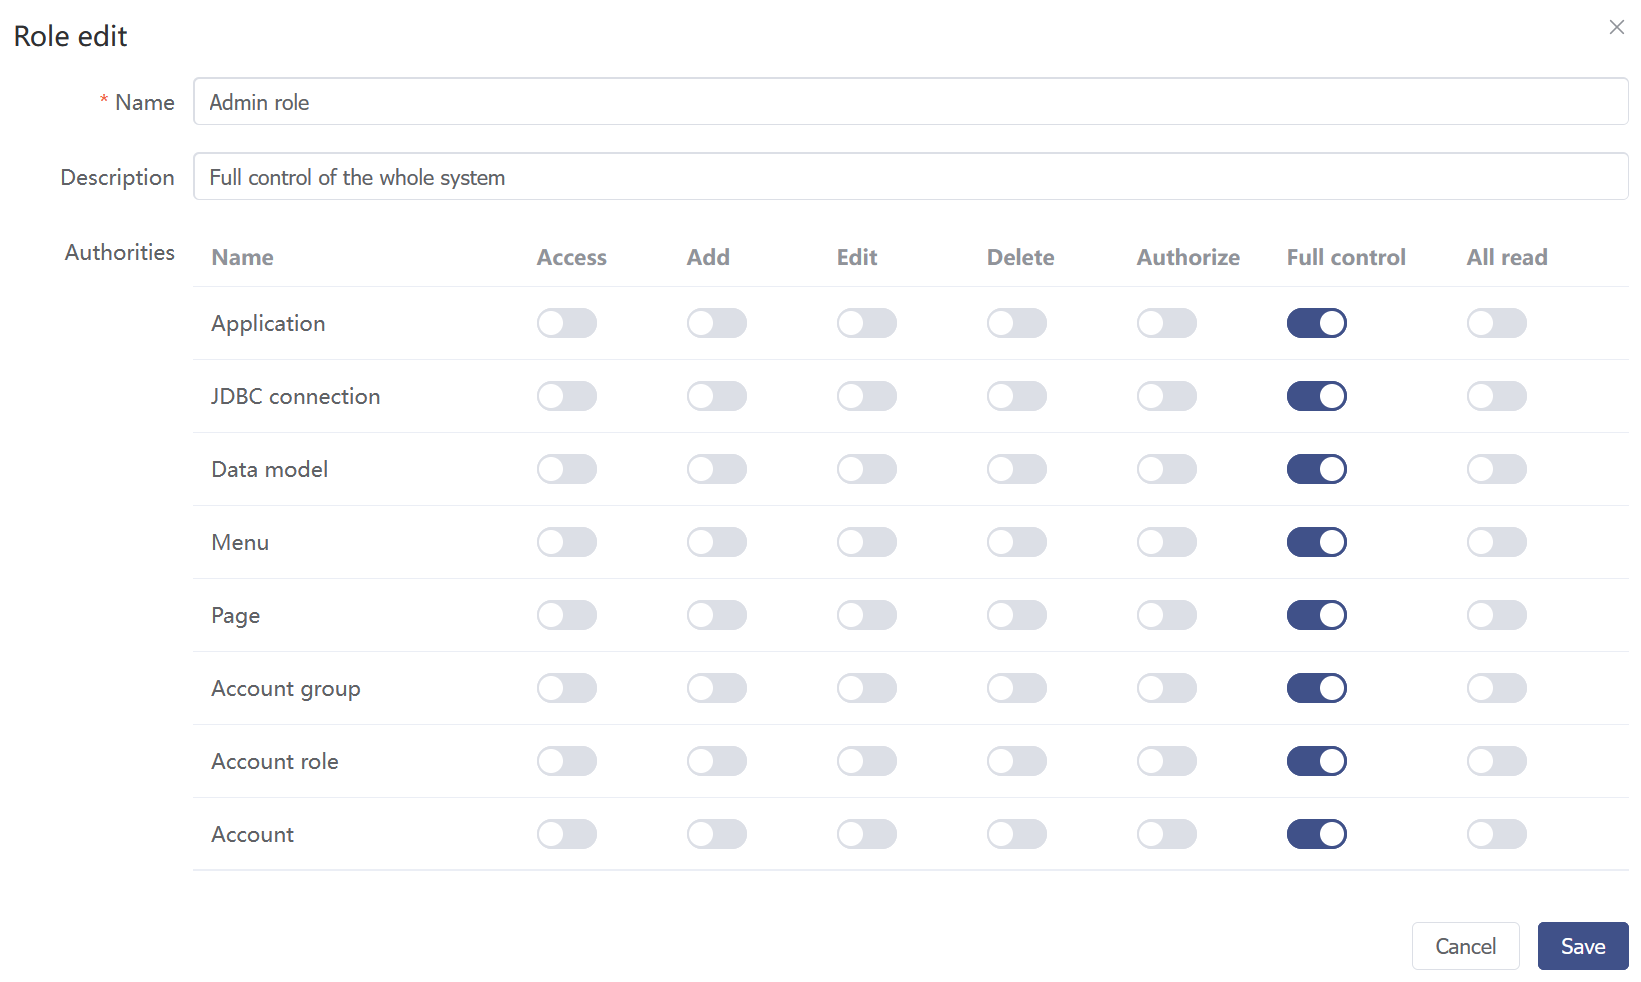 Role edit
* Name Admin role
Description Full control of the whole system
Authorities Name Access Add Edit Delete Authorize Full control All read
Application
JDBC connection
Data model
Menu
Page
Account group
Account role
Account
Cancel Save